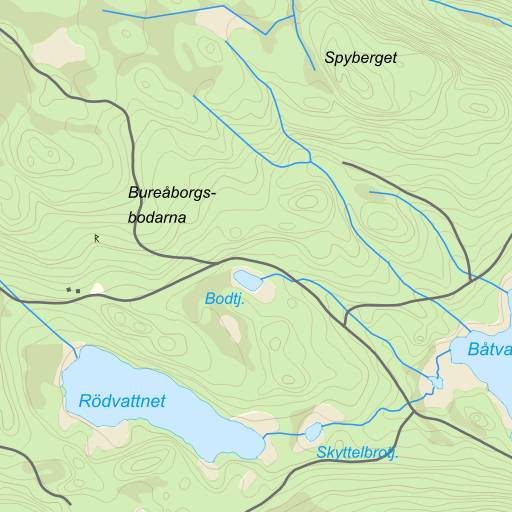 Spyberget
Bureåborgs-
bodarna
R
Bodtj.
Båtva
Rödvattnet
Skyttelbrotj.